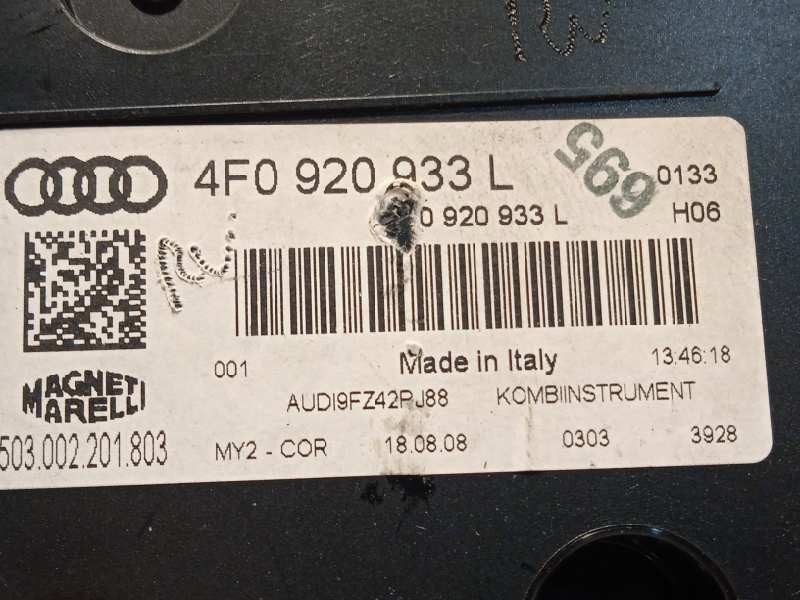 4F0 920 933 L
695
0133
0 920 933 L
H06
001
Made in Italy
13:46:18
MAGNETI
MARELLI
AUDI9FZ42PJ88
KOMBIINSTRUMENT
503.002.201.803
MY2 - COR
18.08.08
0303
3928